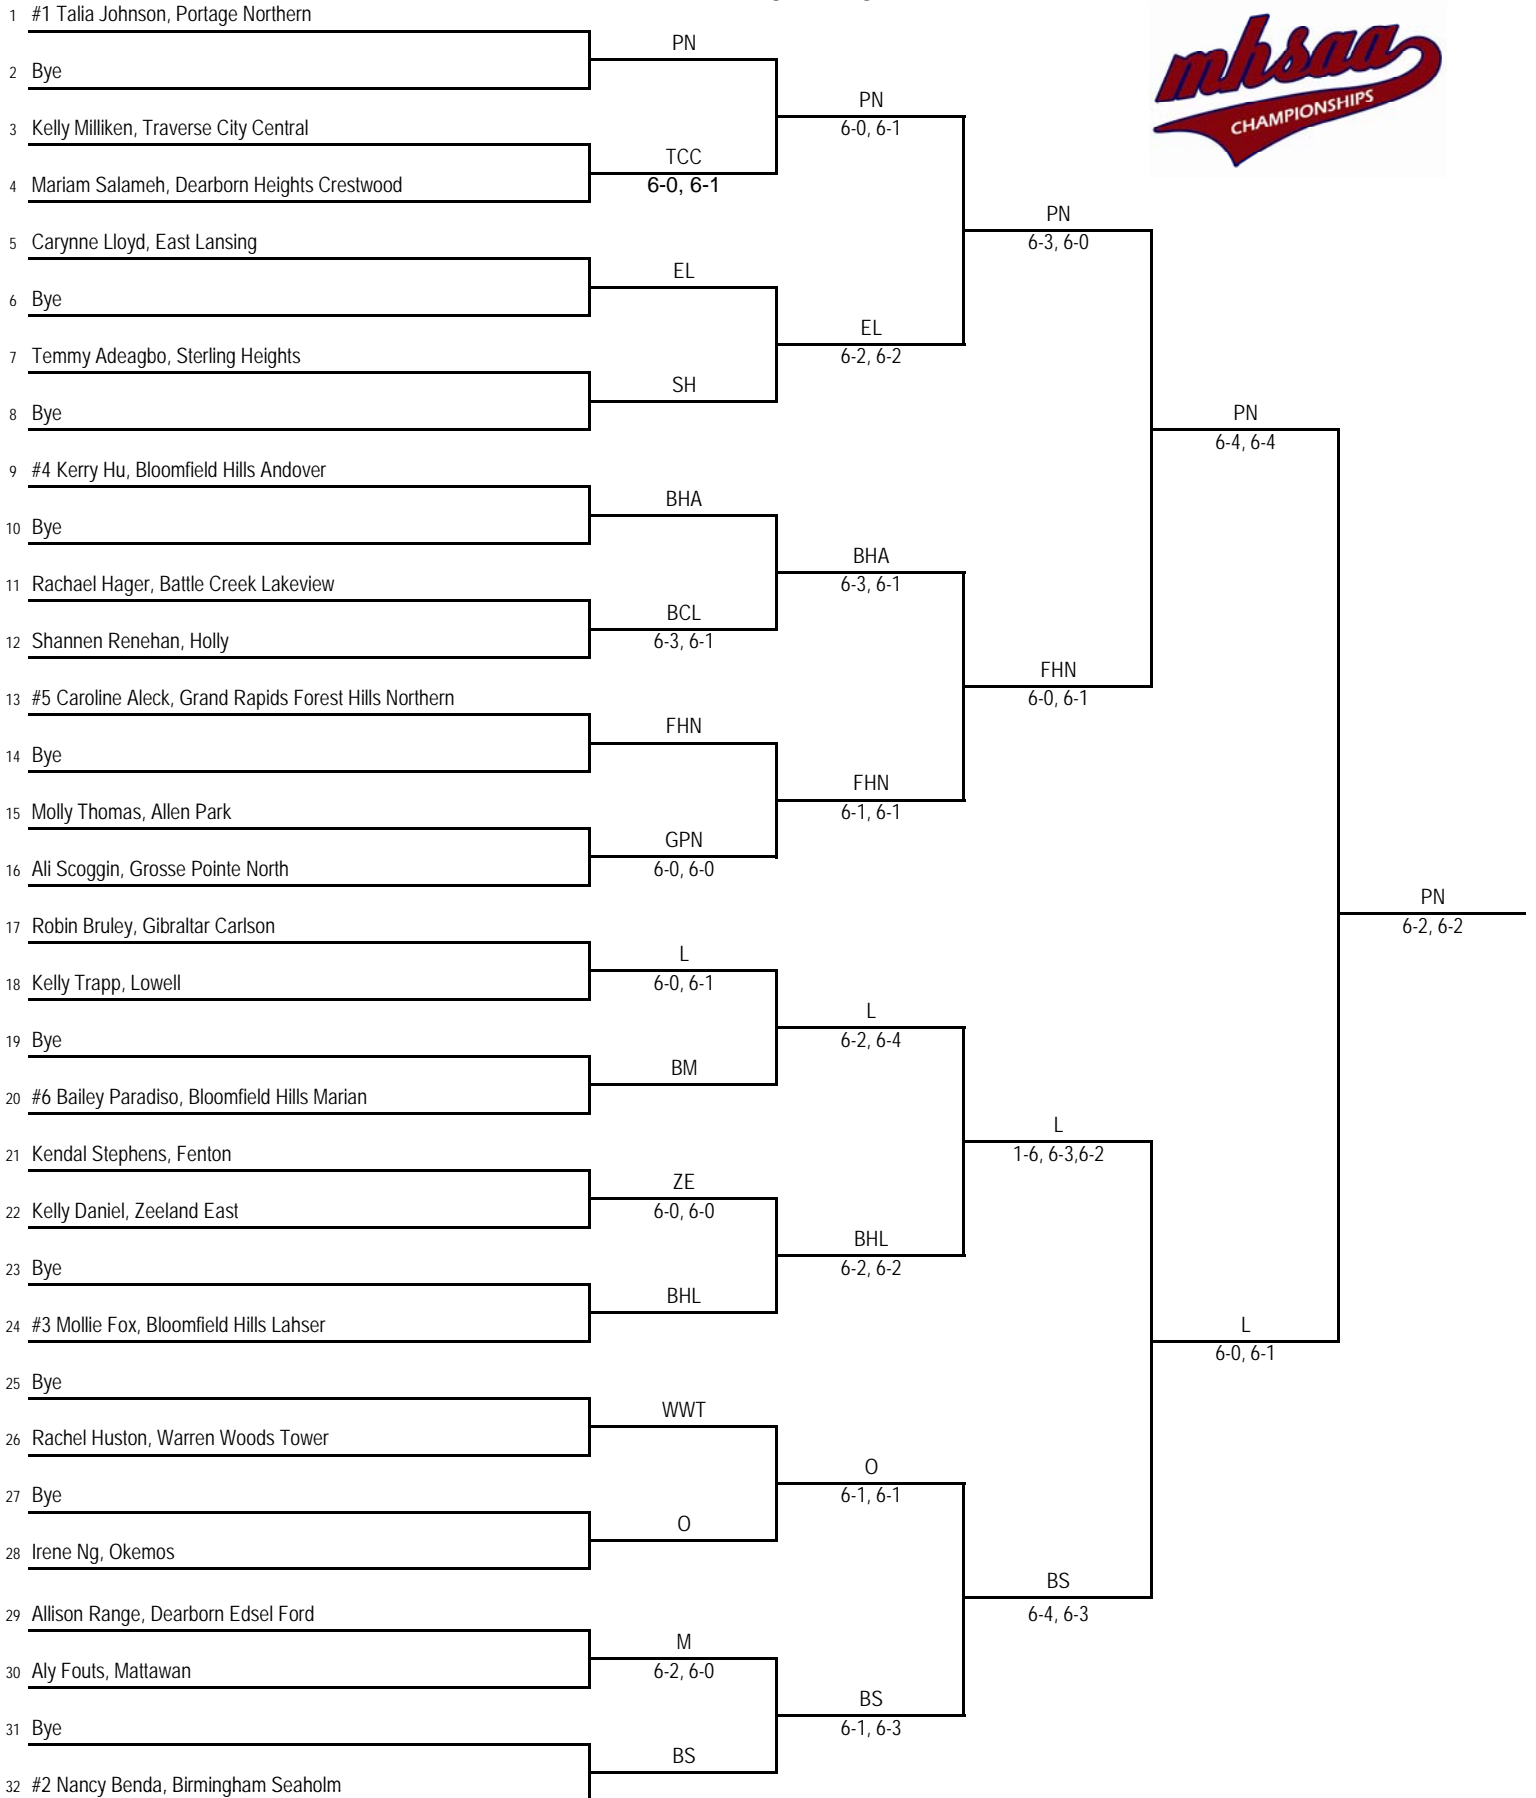 1 #1 Talia Johnson, Portage Northern
PN
2 Bye
PN
6-0, 6-1
3 Kelly Milliken, Traverse City Central
TCC
6-0, 6-1
4 Mariam Salameh, Dearborn Heights Crestwood
PN
6-3, 6-0
5 Carynne Lloyd, East Lansing
EL
6 Bye
EL
6-2, 6-2
7 Temmy Adeagbo, Sterling Heights
SH
8 Bye
PN
6-4, 6-4
9 #4 Kerry Hu, Bloomfield Hills Andover
BHA
10 Bye
BHA
6-3, 6-1
11 Rachael Hager, Battle Creek Lakeview
BCL
6-3, 6-1
12 Shannen Renehan, Holly
FHN
6-0, 6-1
13 #5 Caroline Aleck, Grand Rapids Forest Hills Northern
FHN
14 Bye
FHN
6-1, 6-1
15 Molly Thomas, Allen Park
GPN
6-0, 6-0
16 Ali Scoggin, Grosse Pointe North
PN
6-2, 6-2
17 Robin Bruley, Gibraltar Carlson
L
6-0, 6-1
18 Kelly Trapp, Lowell
L
6-2, 6-4
19 Bye
BM
20 #6 Bailey Paradiso, Bloomfield Hills Marian
L
1-6, 6-3,6-2
21 Kendal Stephens, Fenton
ZE
6-0, 6-0
22 Kelly Daniel, Zeeland East
BHL
6-2, 6-2
23 Bye
BHL
24 #3 Mollie Fox, Bloomfield Hills Lahser
L
6-0, 6-1
25 Bye
WWT
26 Rachel Huston, Warren Woods Tower
O
6-1, 6-1
27 Bye
O
28 Irene Ng, Okemos
BS
6-4, 6-3
29 Allison Range, Dearborn Edsel Ford
M
6-2, 6-0
30 Aly Fouts, Mattawan
BS
6-1, 6-3
31 Bye
BS
32 #2 Nancy Benda, Birmingham Seaholm
mhsaa
CHAMPIONSHIPS